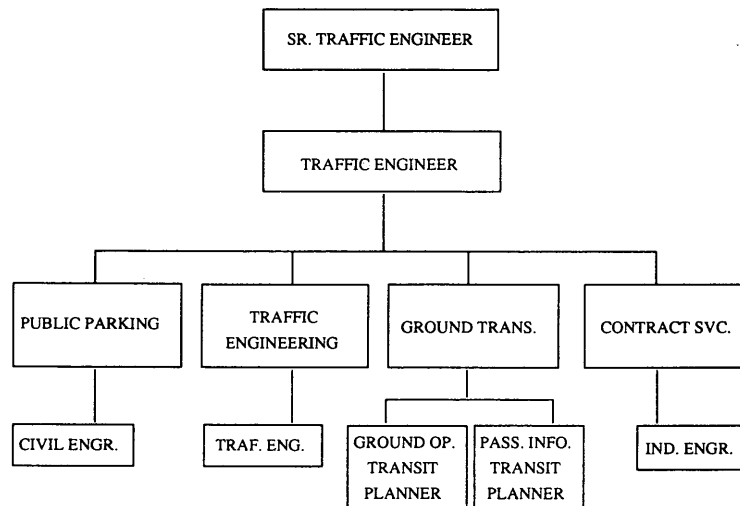 SR. TRAFFIC ENGINEER
TRAFFIC ENGINEER
PUBLIC PARKING
TRAFFIC
ENGINEERING
GROUND TRANS.
CONTRACT SVC.
CIVIL ENGR.
TRAF. ENG.
GROUND OP.
TRANSIT
PLANNER
PASS. INFO.
TRANSIT
PLANNER
IND. ENGR.